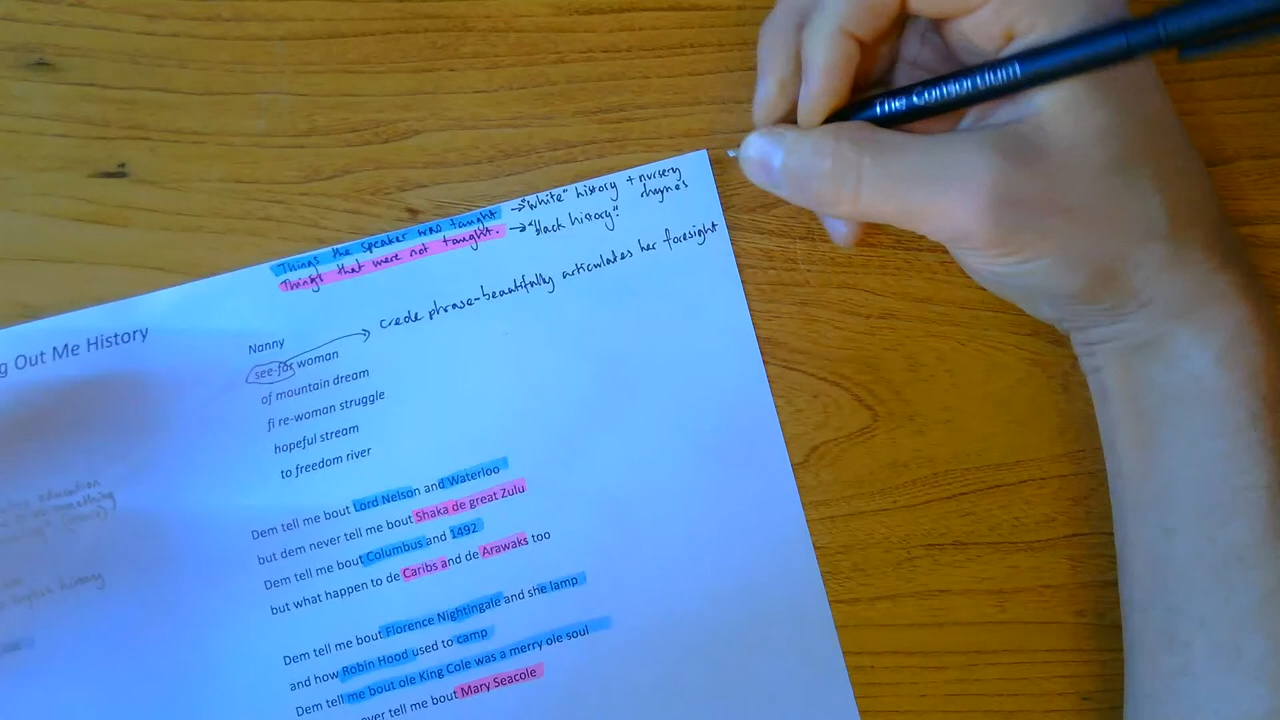 The Consortium
Things the speaker was taught → "White" history + nursery rhymes
Things that were not taught. → "black history".
creole phrase-beautifully articulates her foresight
g Out Me History
Nanny
see-far woman
of mountain dream
fi re-woman struggle
hopeful stream
to freedom river
Dem tell me bout Lord Nelson and Waterloo
but dem never tell me bout Shaka de great Zulu
Dem tell me bout Columbus and 1492
but what happen to de Caribs and de Arawaks too
Dem tell me bout Florence Nightingale and she lamp
and how Robin Hood used to camp
Dem tell me bout ole King Cole was a merry ole soul
ever tell me bout Mary Seacole
education
something
English history